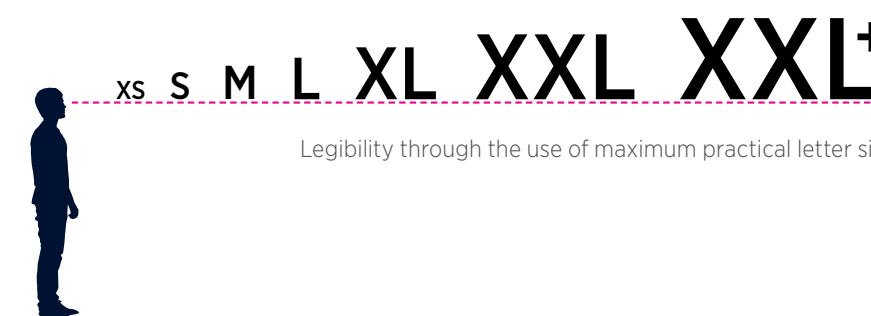 XS S M L XL XXL XXL+
Legibility through the use of maximum practical letter si